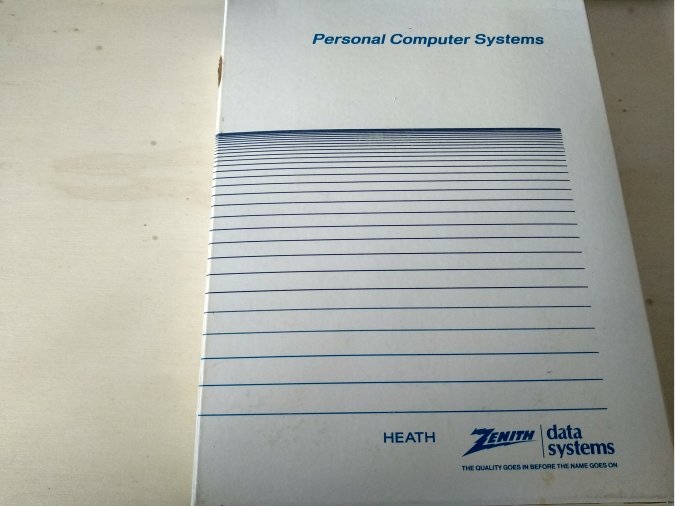 Personal Computer Systems
HEATH
ZENITH data systems
THE QUALITY GOES IN BEFORE THE NAME GOES ON